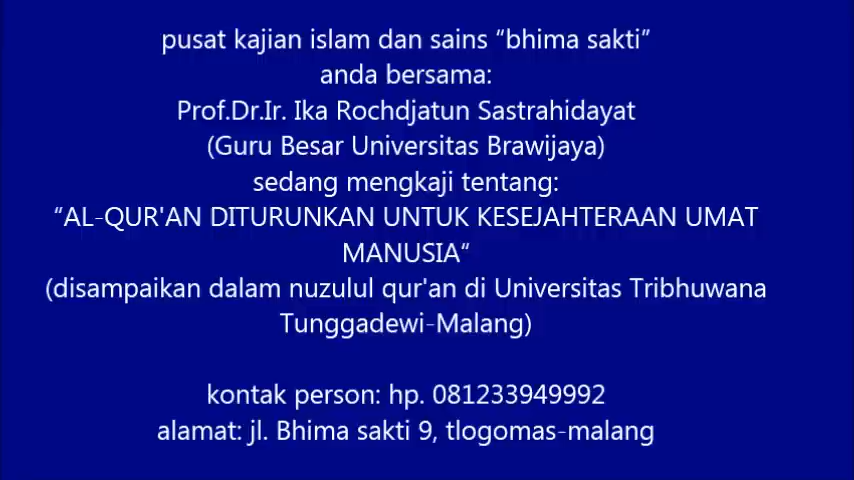 pusat kajian islam dan sains “bhima sakti”
anda bersama:
Prof.Dr.Ir. Ika Rochdjatun Sastrahidayat
(Guru Besar Universitas Brawijaya)
sedang mengkaji tentang:
“AL-QUR'AN DITURUNKAN UNTUK KESEJAHTERAAN UMAT
MANUSIA“
(disampaikan dalam nuzulul qur'an di Universitas Tribhuwana
Tunggadewi-Malang)
kontak person: hp. 081233949992
alamat: jl. Bhima sakti 9, tlogomas-malang